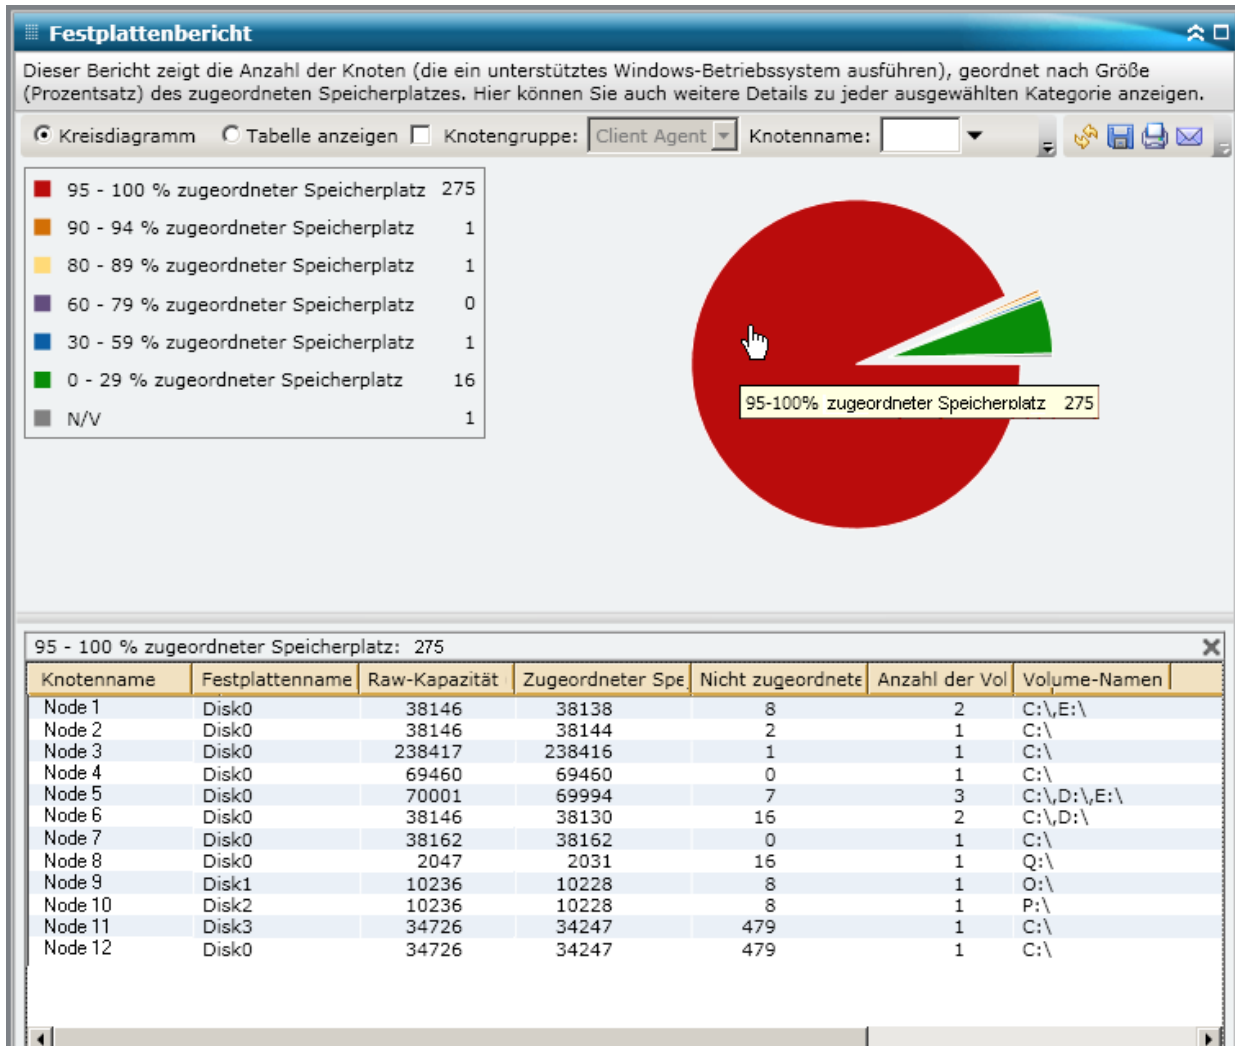 Festplattenbericht
Dieser Bericht zeigt die Anzahl der Knoten (die ein unterstütztes Windows-Betriebssystem ausführen), geordnet nach Größe
(Prozentsatz) des zugeordneten Speicherplatzes. Hier können Sie auch weitere Details zu jeder ausgewählten Kategorie anzeigen.
Kreisdiagramm Tabelle anzeigen Knotengruppe: Client Agent Knotenname:
95 - 100 % zugeordneter Speicherplatz 275
90 - 94 % zugeordneter Speicherplatz 1
80 - 89 % zugeordneter Speicherplatz 1
60 - 79 % zugeordneter Speicherplatz 0
30 - 59 % zugeordneter Speicherplatz 1
0 - 29 % zugeordneter Speicherplatz 16
N/V 1
95-100% zugeordneter Speicherplatz 275
95 - 100 % zugeordneter Speicherplatz: 275
Knotenname Festplattenname Raw-Kapazität Zugeordneter Spe Nicht zugeordnete Anzahl der Vol Volume-Namen
Node 1 Disk0 38146 38138 8 2 C:\,E:\
Node 2 Disk0 38146 38144 2 1 C:\
Node 3 Disk0 238417 238416 1 1 C:\
Node 4 Disk0 69460 69460 0 1 C:\
Node 5 Disk0 70001 69994 7 3 C:\,D:\,E:\
Node 6 Disk0 38146 38130 16 2 C:\,D:\
Node 7 Disk0 38162 38162 0 1 C:\
Node 8 Disk0 2047 2031 16 1 Q:\
Node 9 Disk1 10236 10228 8 1 O:\
Node 10 Disk2 10236 10228 8 1 P:\
Node 11 Disk3 34726 34247 479 1 C:\
Node 12 Disk0 34726 34247 479 1 C:\